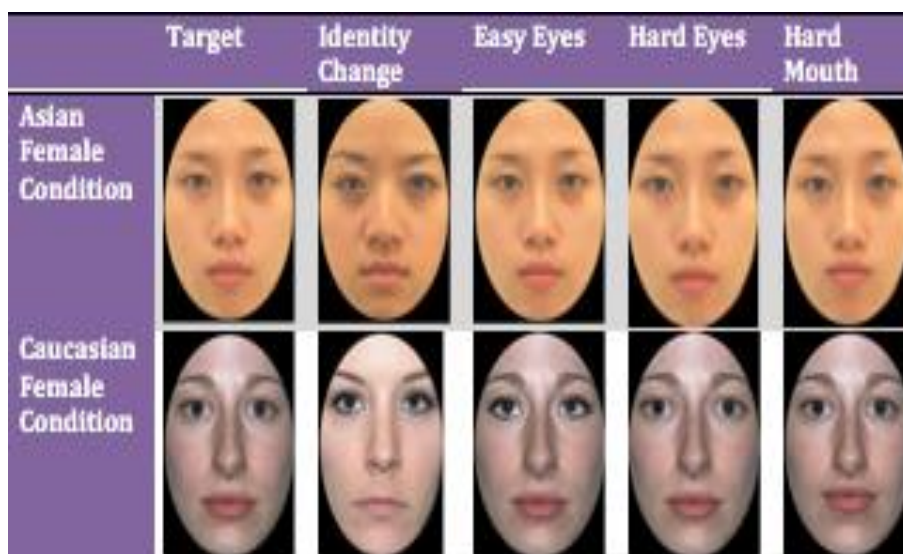 Target
Identity
Change
Easy Eyes
Hard Eyes
Hard
Mouth
Asian
Female
Condition
Caucasian
Female
Condition